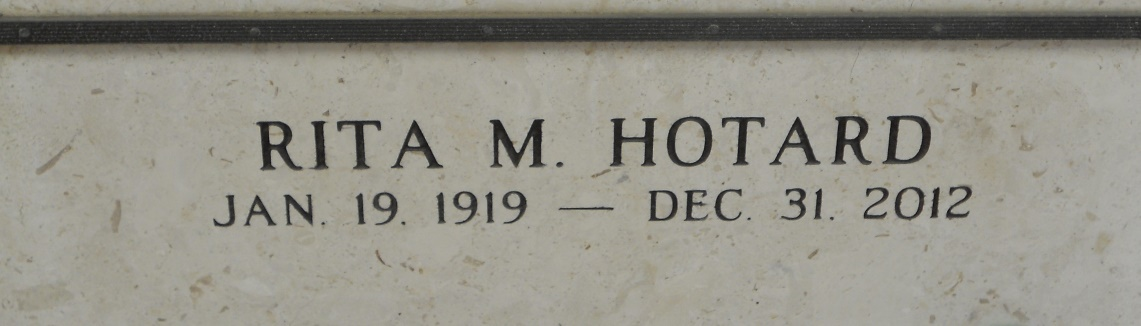 RITA M. HOTARD
JAN. 19. 1919 — DEC. 31. 2012